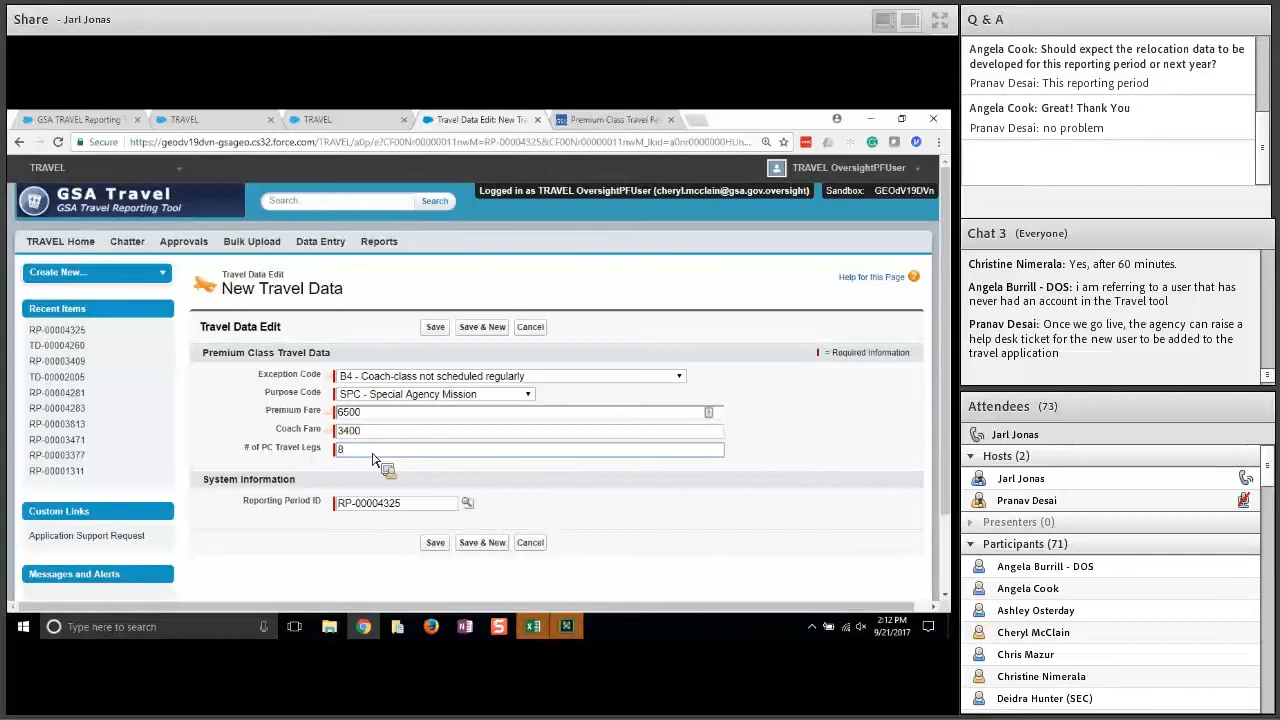 Share - Jarl Jonas
GSA TRAVEL Reporting
TRAVEL
TRAVEL
Travel Data Edit: New Tr
Premium Class Travel Re
Secure
TRAVEL
TRAVEL OversightPFUser
GSA Travel
GSA Travel Reporting Tool
Search
Search
Logged in as TRAVEL OversightPFUser (cheryl.mcclain@gsa.gov.oversight)
Sandbox: GEOdV19DVn
TRAVEL Home
Chatter
Approvals
Bulk Upload
Data Entry
Reports
Create New...
Recent Items
RP-00004325
TD-00004260
RP-00003409
TD-00002005
RP-00004281
RP-00004283
RP-00003813
RP-00003471
RP-00003377
RP-00001311
Custom Links
Application Support Request
Messages and Alerts
Travel Data Edit
New Travel Data
Help for this Page
Travel Data Edit
Save
Save & New
Cancel
Premium Class Travel Data
= Required Information
Exception Code
B4 - Coach-class not scheduled regularly
Purpose Code
SPC - Special Agency Mission
Premium Fare
6500
Coach Fare
3400
# of PC Travel Legs
8
System Information
Reporting Period ID
RP-00004325
Save
Save & New
Cancel
Type here to search
2:12 PM
9/21/2017
Q & A
Angela Cook: Should expect the relocation data to be
developed for this reporting period or next year?
Pranav Desai: This reporting period
Angela Cook: Great! Thank You
Pranav Desai: no problem
Chat 3 (Everyone)
Christine Nimerala: Yes, after 60 minutes
Angela Burrill - DOS: i am referring to a user that has
never had an account in the Travel tool
Pranav Desai: Once we go live, the agency can raise a
help desk ticket for the new user to be added to the
travel application
Attendees (73)
Jarl Jonas
Hosts (2)
Jarl Jonas
Pranav Desai
Presenters (0)
Participants (71)
Angela Burrill - DOS
Angela Cook
Ashley Osterday
Cheryl McClain
Chris Mazur
Christine Nimerala
Deidra Hunter (SEC)